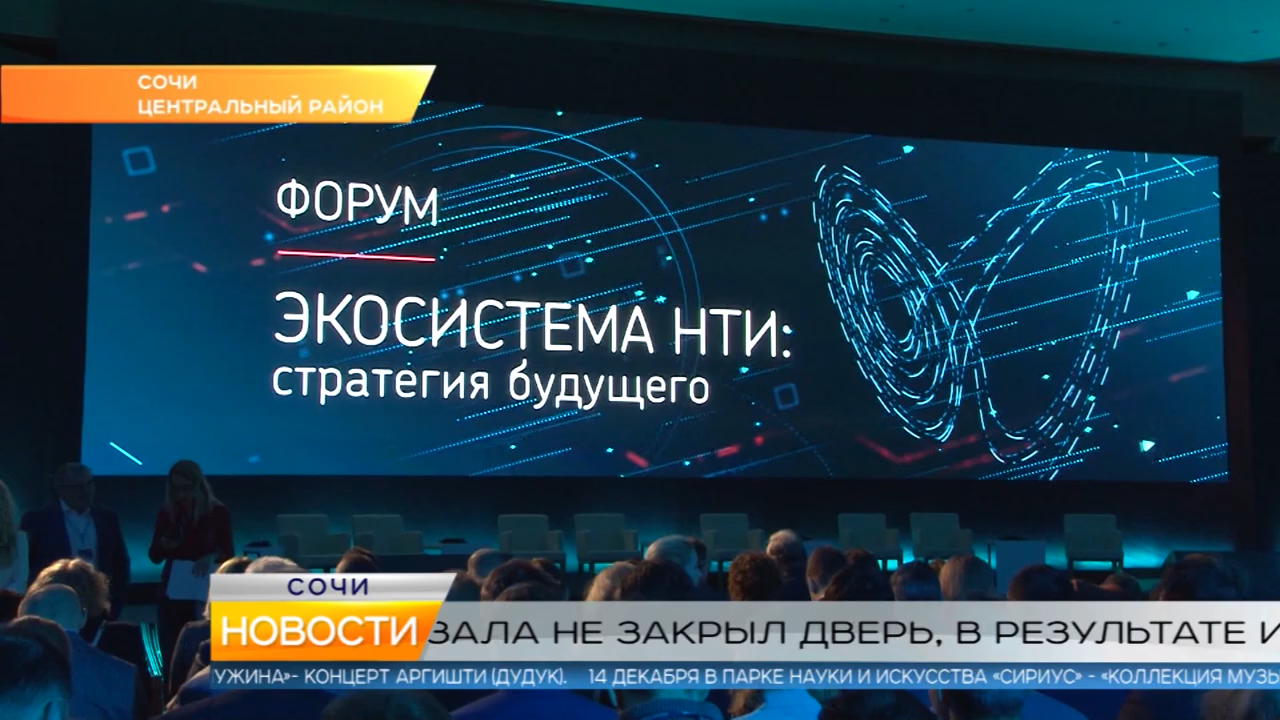 СОЧИ
ЦЕНТРАЛЬНЫЙ РАЙОН
ФОРУМ
ЭКОСИСТЕМА НТИ:
стратегия будущего
СОЧИ
НОВОСТИ
ЗАЛА НЕ ЗАКРЫЛ ДВЕРЬ, В РЕЗУЛЬТАТЕ И
УЖИНА»- КОНЦЕРТ АРГИШТИ (ДУДУК). 14 ДЕКАБРЯ В ПАРКЕ НАУКИ И ИСКУССТВА «СИРИУС» - «КОЛЛЕКЦИЯ МУЗЫ